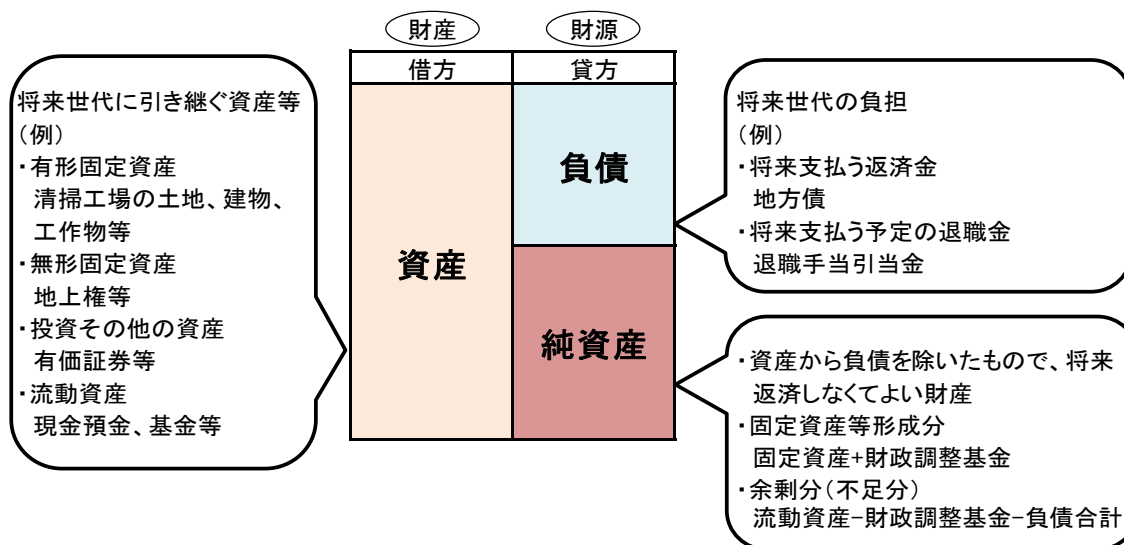 財産
財源
借方
貸方
資産
負債
純資産
将来世代に引き継ぐ資産等
(例)
・有形固定資産
清掃工場の土地、建物、
工作物等
・無形固定資産
地上権等
・投資その他の資産
有価証券等
・流動資産
現金預金、基金等
将来世代の負担
(例)
・将来支払う返済金
地方債
・将来支払う予定の退職金
退職手当引当金
・資産から負債を除いたもので、将来
返済しなくてよい財産
・固定資産等形成分
固定資産+財政調整基金
・余剰分(不足分)
流動資産−財政調整基金−負債合計